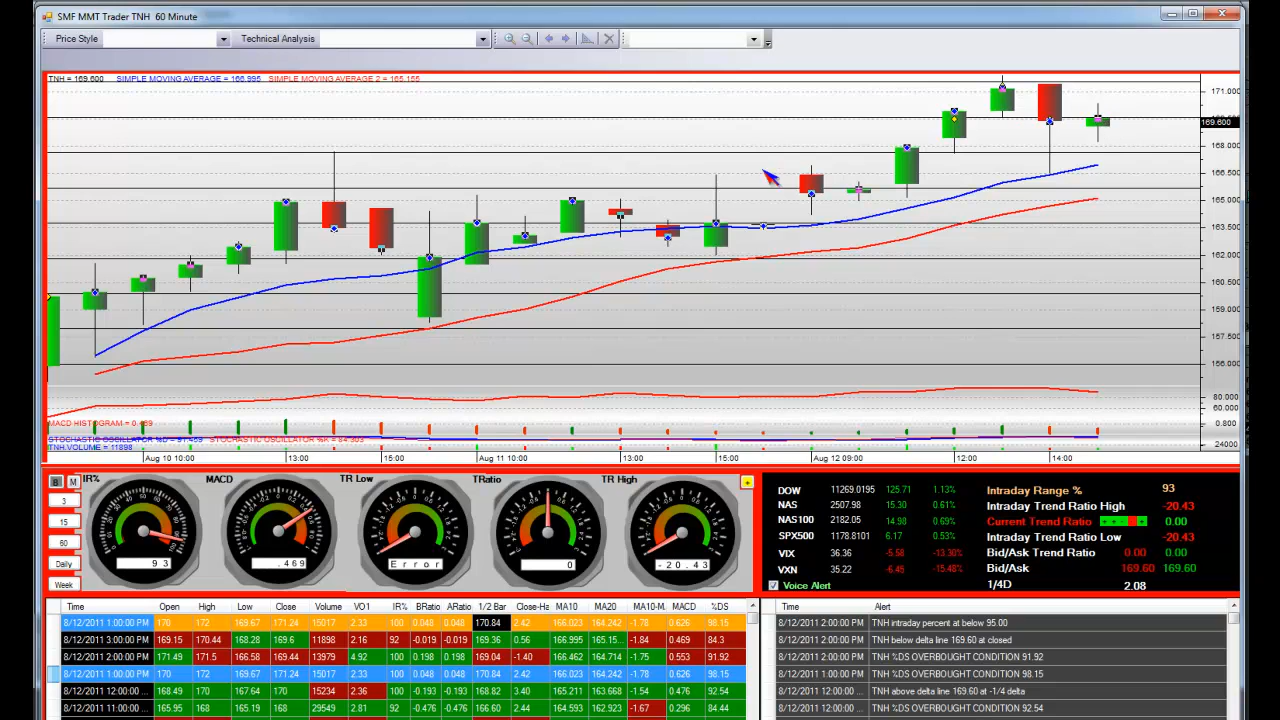 SMF MMT Trader TNH 60 Minute
Price Style Technical Analysis
TNH = 169.600 SIMPLE MOVING AVERAGE = 166.995 SIMPLE MOVING AVERAGE 2 = 165.155
171.000
169.600
168.000
166.500
165.000
163.500
162.000
160.500
159.000
157.500
156.000
80.000
60.000
MACD HISTOGRAM = 0.469 0.800
STOCHASTIC OSCILLATOR %D = 91.469 STOCHASTIC OSCILLATOR %K = 84.303
TNH.VOLUME = 11898 24000
Aug 10 10:00 13:00 15:00 Aug 11 10:00 13:00 15:00 Aug 12 09:00 12:00 14:00
B M IR% MACD TR Low TRatio TR High +
3
15
60
Daily
Week
93 .469 Error 0 -20.43
DOW 11269.0195 125.71 1.13%
NAS 2507.98 15.30 0.61%
NAS100 2182.05 14.98 0.69%
SPX500 1178.8101 6.17 0.53%
VIX 36.36 -5.58 -13.30%
VXN 35.22 -6.45 -15.48%
Voice Alert
Intraday Range % 93
Intraday Trend Ratio High -20.43
Current Trend Ratio 0.00
Intraday Trend Ratio Low -20.43
Bid/Ask Trend Ratio 0.00 0.00
Bid/Ask 169.60 169.60
1/4D 2.08
Time Open High Low Close Volume VO1 IR% BRatio ARatio 1/2 Bar Close-Ha MA10 MA20 MA10-M. MACD %DS
8/12/2011 1:00:00 PM 170 172 169.67 171.24 15017 2.33 100 0.048 0.048 170.84 2.42 166.023 164.242 -1.78 0.626 98.15
8/12/2011 3:00:00 PM 169.15 170.44 168.28 169.6 11898 2.16 92 -0.019 -0.019 169.36 0.56 166.995 165.15... -1.84 0.469 84.3
8/12/2011 2:00:00 PM 171.49 171.5 166.58 169.44 13979 4.92 92 0.198 0.198 169.04 -1.40 166.462 164.714 -1.75 0.553 91.92
8/12/2011 1:00:00 PM 170 172 169.67 171.24 15017 2.33 100 0.048 0.048 170.84 2.42 166.023 164.242 -1.78 0.626 98.15
8/12/2011 12:00:00 ... 168.49 170 167.64 170 15234 2.36 100 -0.193 -0.193 168.82 3.40 165.211 163.668 -1.54 0.476 92.54
8/12/2011 11:00:00 ... 165.95 168 165.19 168 29549 2.81 100 0.246 0.246 166.60 2.44 164.593 162.923 -1.67 0.296 84.44
Time Alert
8/12/2011 3:00:00 PM TNH intraday percent at below 95.00
8/12/2011 2:00:00 PM TNH below delta line 169.60 at closed
8/12/2011 2:00:00 PM TNH %DS OVERBOUGHT CONDITION 91.92
8/12/2011 1:00:00 PM TNH %DS OVERBOUGHT CONDITION 98.15
8/12/2011 12:00:00 ... TNH above delta line 169.60 at -1/4 delta
8/12/2011 12:00:00 ... TNH %DS OVERBOUGHT CONDITION 92.54